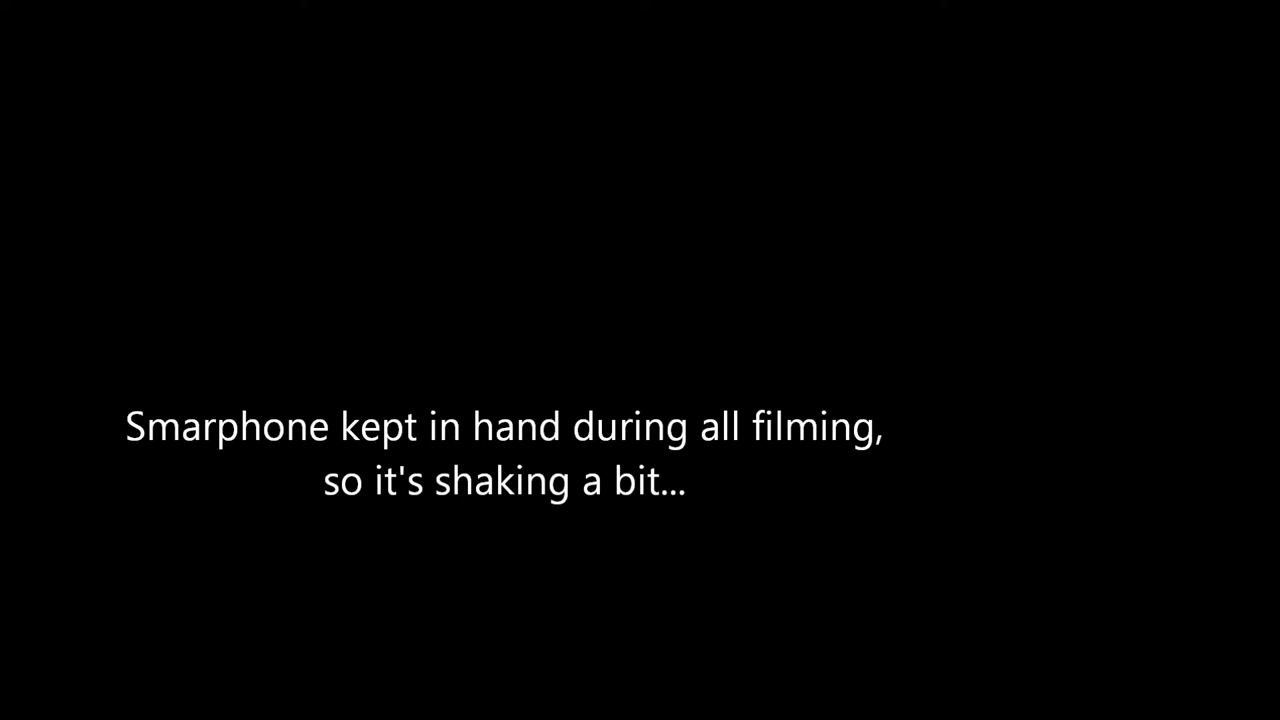 Smarphone kept in hand during all filming,
so it's shaking a bit...